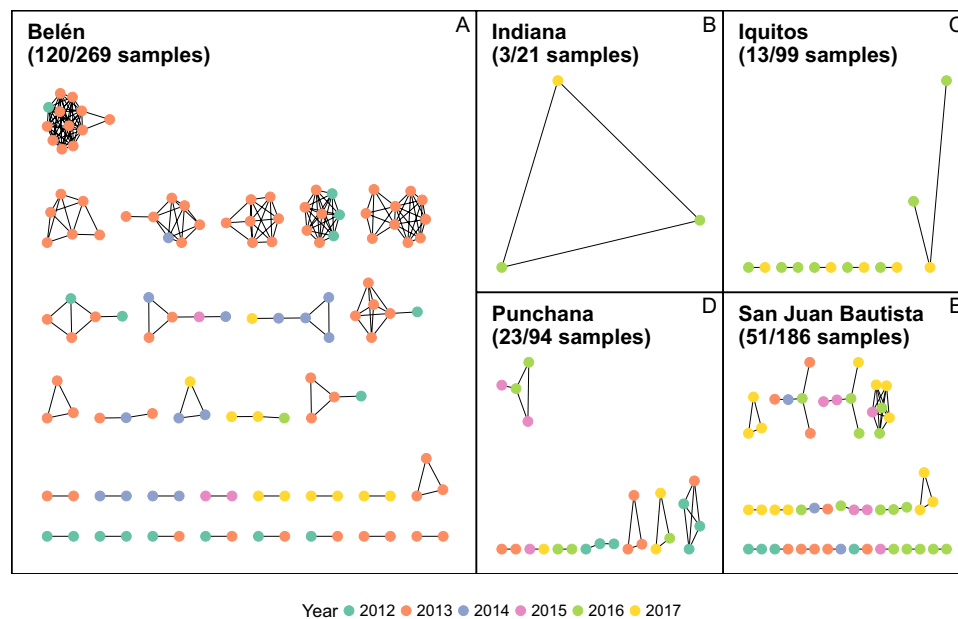 Belén
(120/269 samples)
A
Indiana
(3/21 samples)
B
Iquitos
(13/99 samples)
C
Punchana
(23/94 samples)
D
San Juan Bautista
(51/186 samples)
E
Year 2012 2013 2014 2015 2016 2017